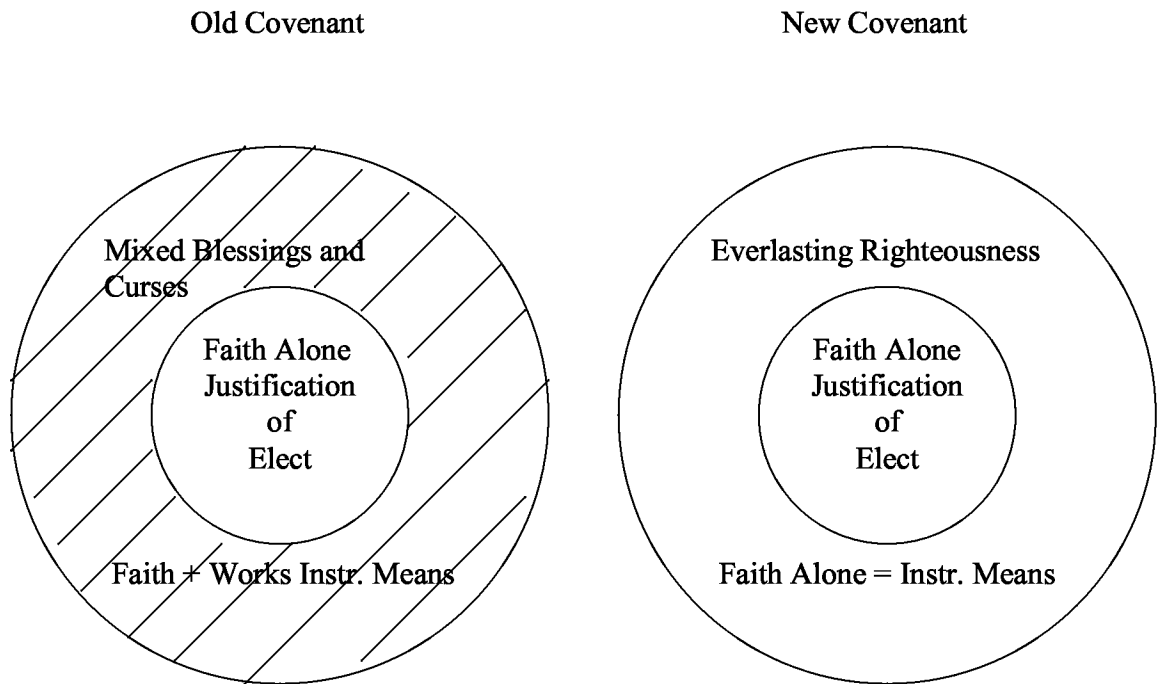 Old Covenant
New Covenant
Mixed Blessings and
Curses
Faith Alone
Justification
of
Elect
Faith + Works Instr. Means
Everlasting Righteousness
Faith Alone
Justification
of
Elect
Faith Alone = Instr. Means